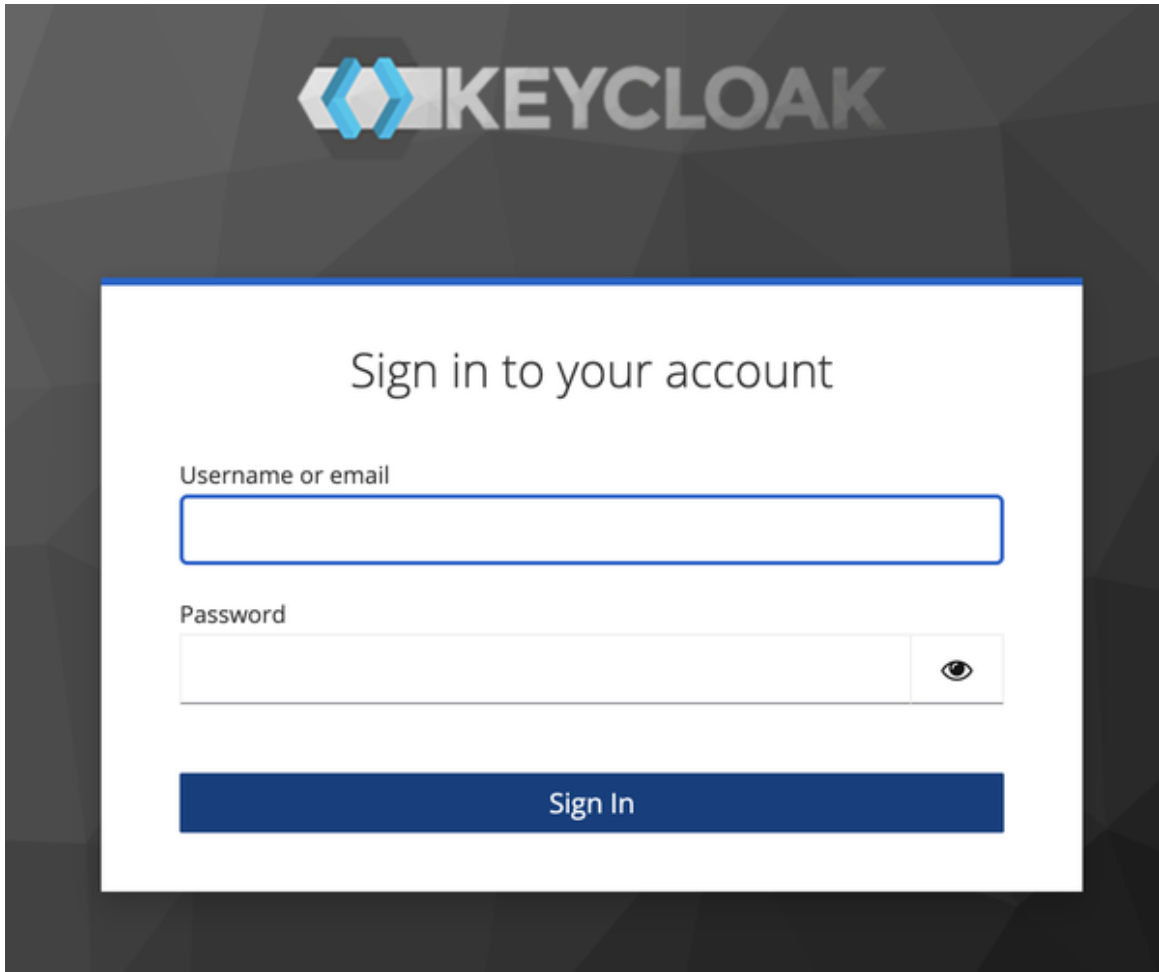 KEYCLOAK
Sign in to your account
Username or email
Password
Sign In